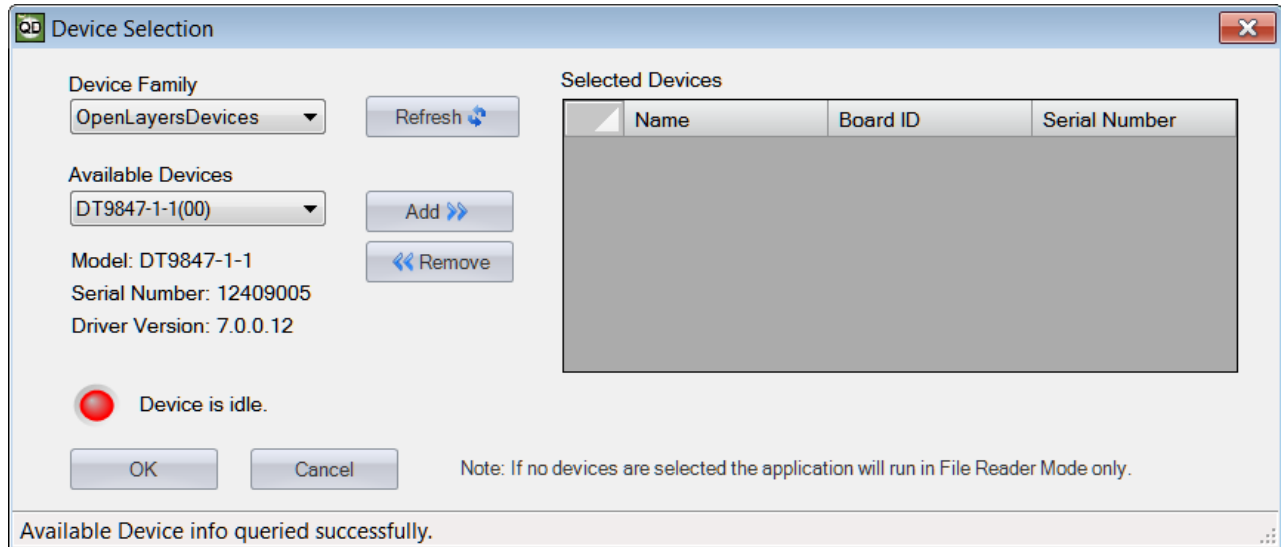 QD Device Selection
Device Family
OpenLayersDevices
Refresh
Available Devices
DT9847-1-1(00)
Add
Remove
Model: DT9847-1-1
Serial Number: 12409005
Driver Version: 7.0.0.12
Selected Devices
Name Board ID Serial Number
Device is idle.
OK Cancel
Note: If no devices are selected the application will run in File Reader Mode only.
Available Device info queried successfully.